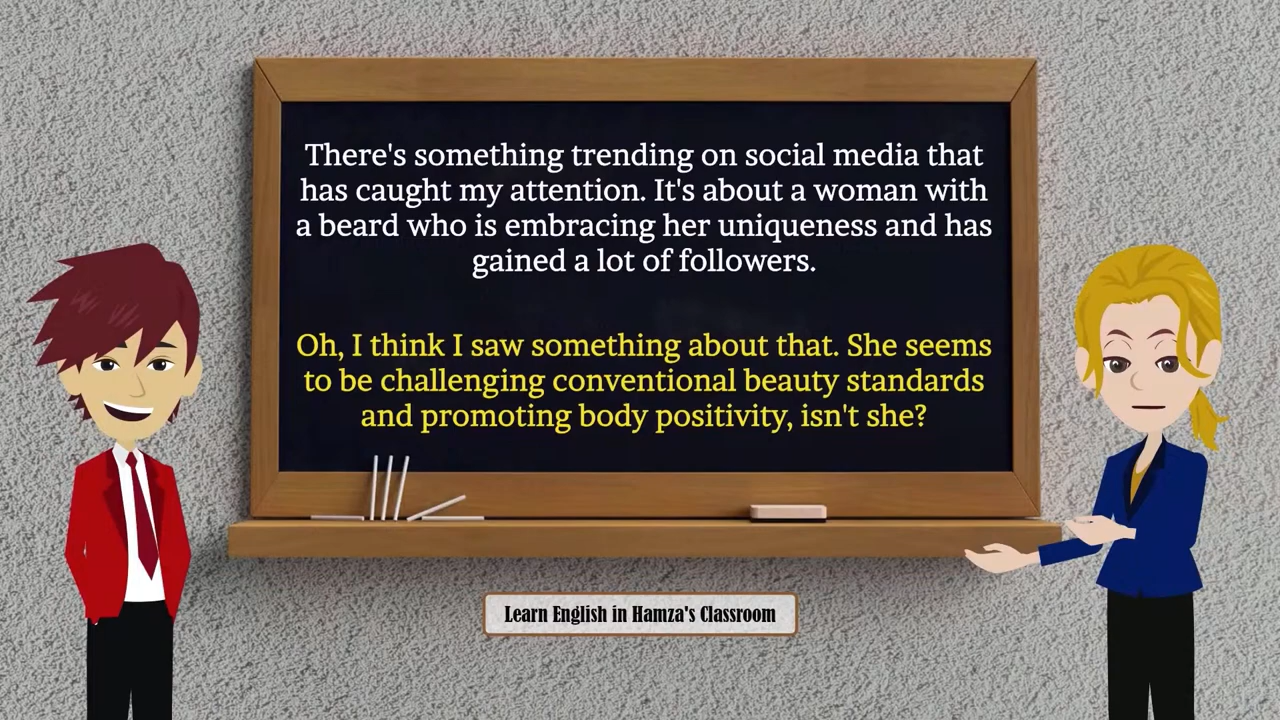 There's something trending on social media that
has caught my attention. It's about a woman with
a beard who is embracing her uniqueness and has
gained a lot of followers.
Oh, I think I saw something about that. She seems
to be challenging conventional beauty standards
and promoting body positivity, isn't she?
Learn English in Hamza's Classroom